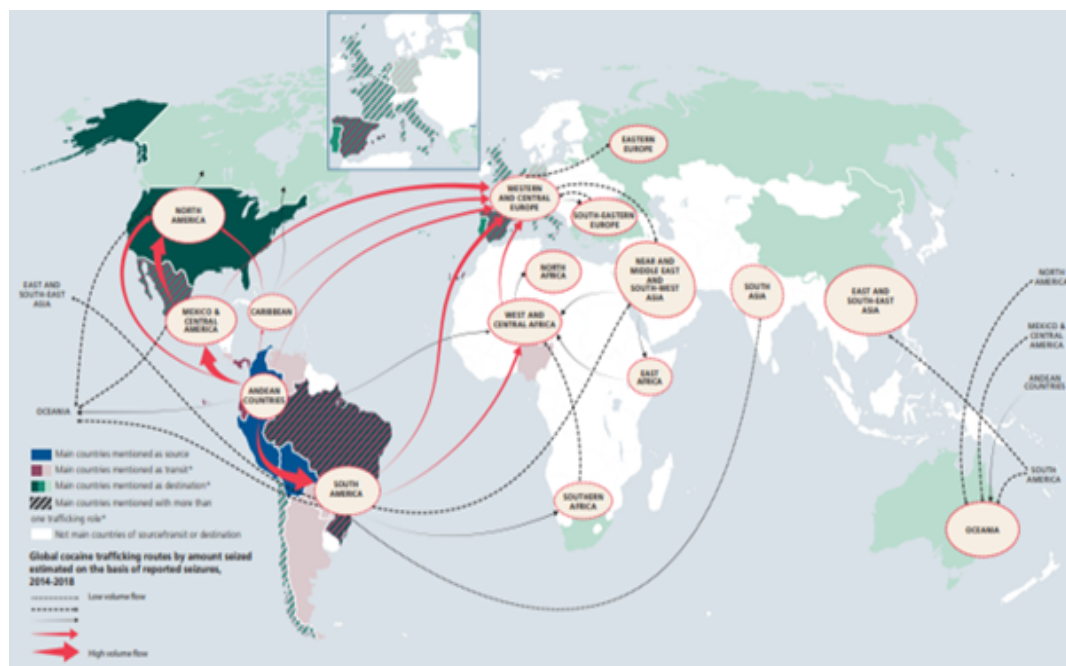 EASTERN
EUROPE
WESTERN
AND CENTRAL
EUROPE
NORTH
AMERICA
SOUTH-EASTERN
EUROPE
NORTH
AFRICA
NEAR AND
MIDDLE EAST
AND
SOUTH-WEST
ASIA
SOUTH
ASIA
EAST AND
SOUTH-EAST
ASIA
NORTH
AMERICA
EAST AND
SOUTH-EAST
ASIA
MEXICO &
CENTRAL
AMERICA
CARIBBEAN
WEST AND
CENTRAL AFRICA
MEXICO &
CENTRAL
AMERICA
EAST
AFRICA
ANDEAN
COUNTRIES
ANDEAN
COUNTRIES
OCEANIA
Main countries mentioned as source
Main countries mentioned as transit*
Main countries mentioned as destination*
Main countries mentioned with more than
one trafficking role*
Not main countries of source/transit or destination
SOUTH
AMERICA
SOUTHERN
AFRICA
SOUTH
AMERICA
OCEANIA
Global cocaine trafficking routes by amount seized
estimated on the basis of reported seizures,
2014-2018
Low volume flow
High volume flow